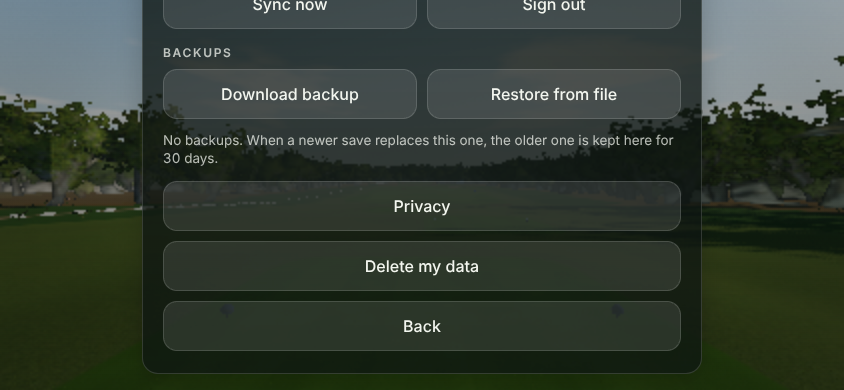 Sync now
Sign out
BACKUPS
Download backup
Restore from file
No backups. When a newer save replaces this one, the older one is kept here for
30 days.
Privacy
Delete my data
Back